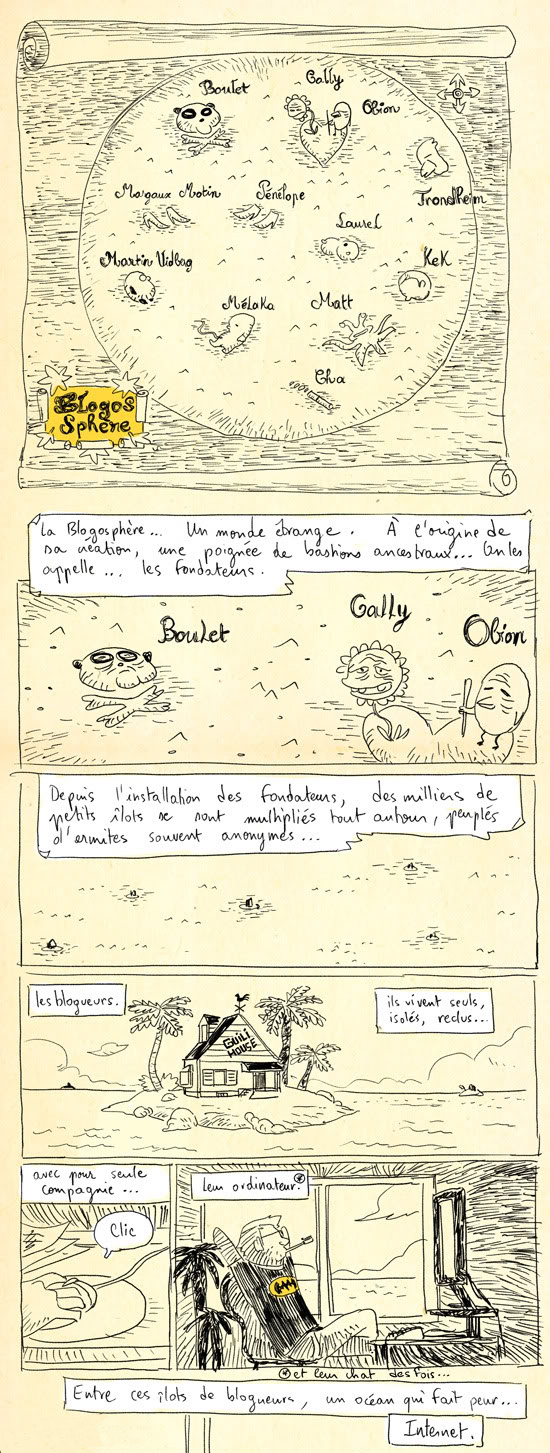 Boulet
Gally
Obion
Trondheim
Margaux Motin
Pénélope
Laurel
Martin Vidbag
Kek
Mélaka
Matt
Cha
Blogo
Sphère
La Blogosphère... Un monde étrange. À l'origine de
sa création, une poignée de bastions ancestraux... On les
appelle... les fondateurs.
Boulet
Gally
Obion
Depuis l'installation des fondateurs, des milliers de
petits îlots se sont multipliés tout autour, peuplés
d'ermites souvent anonymes...
les blogueurs.
ils vivent seuls,
isolés, reclus...
GUILI
HOUSE
avec pour seule
compagnie...
Clic
leur ordinateur.*
* et leur chat des fois...
Entre ces îlots de blogueurs, un océan qui fait peur...
Internet.